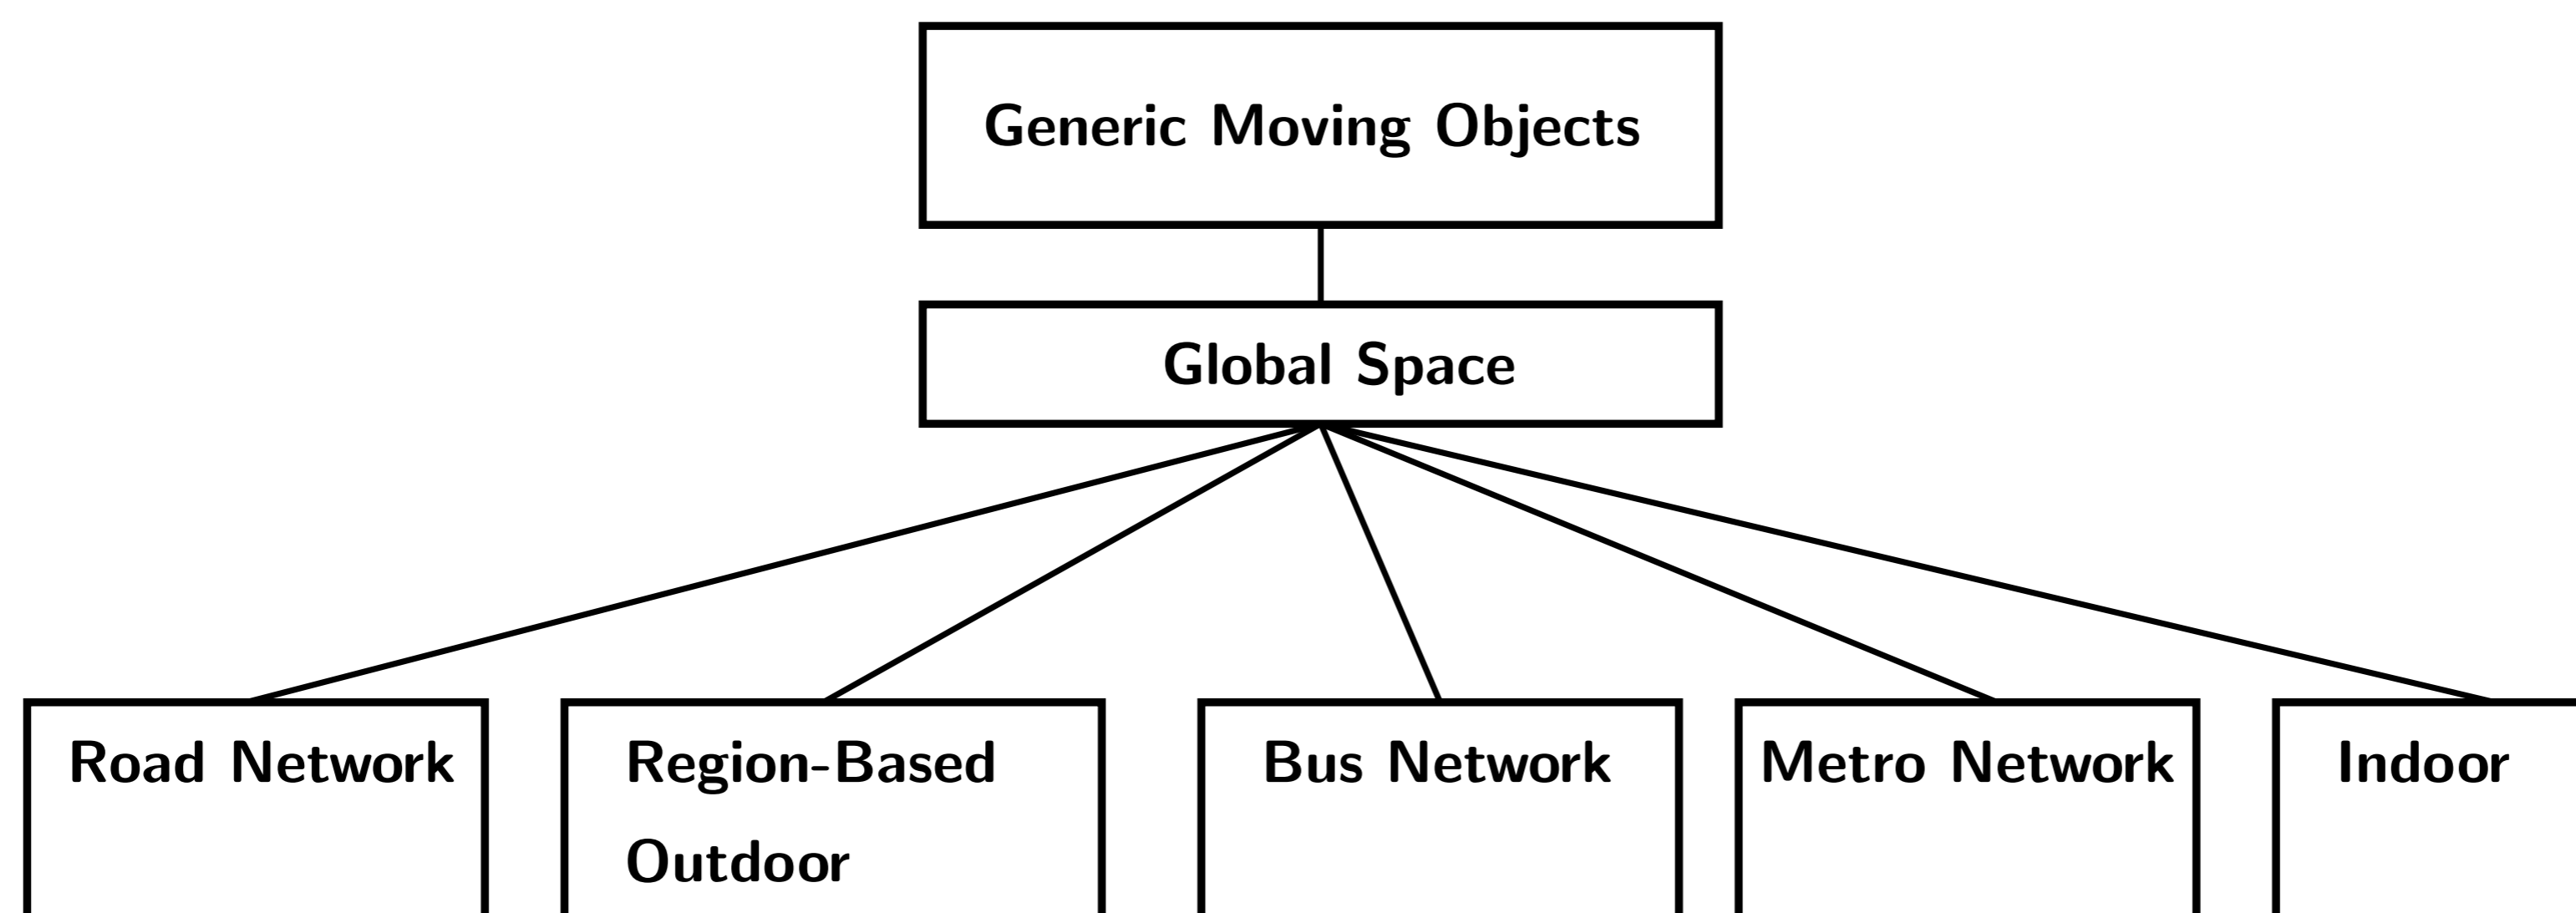 Generic Moving Objects
Global Space
Road Network
Region-Based
Outdoor
Bus Network
Metro Network
Indoor